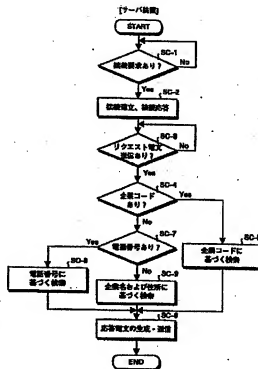 [サーバ装置]
START
SC-1
接続要求あり?
No
Yes
SC-2
接続確立、接続応答
SC-3
リクエスト電文
受信あり?
No
Yes
SC-4
企業コード
あり?
Yes
No
SC-7
電話番号あり?
SC-5
企業コードに
基づく検索
Yes
No
SC-8
電話番号に
基づく検索
SC-9
企業名および住所に
基づく検索
SC-6
応答電文の生成・送信
END